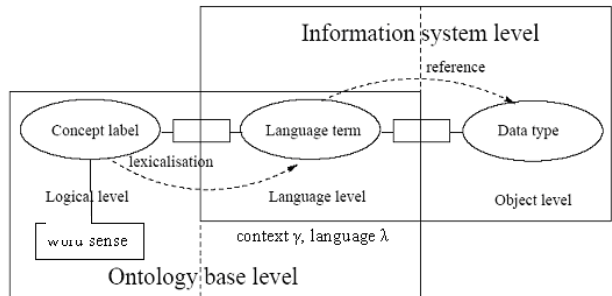 Information system level
reference
Concept label
Language term
Data type
lexicalisation
Logical level
Language level
Object level
sense
context γ, language λ
Ontology base level